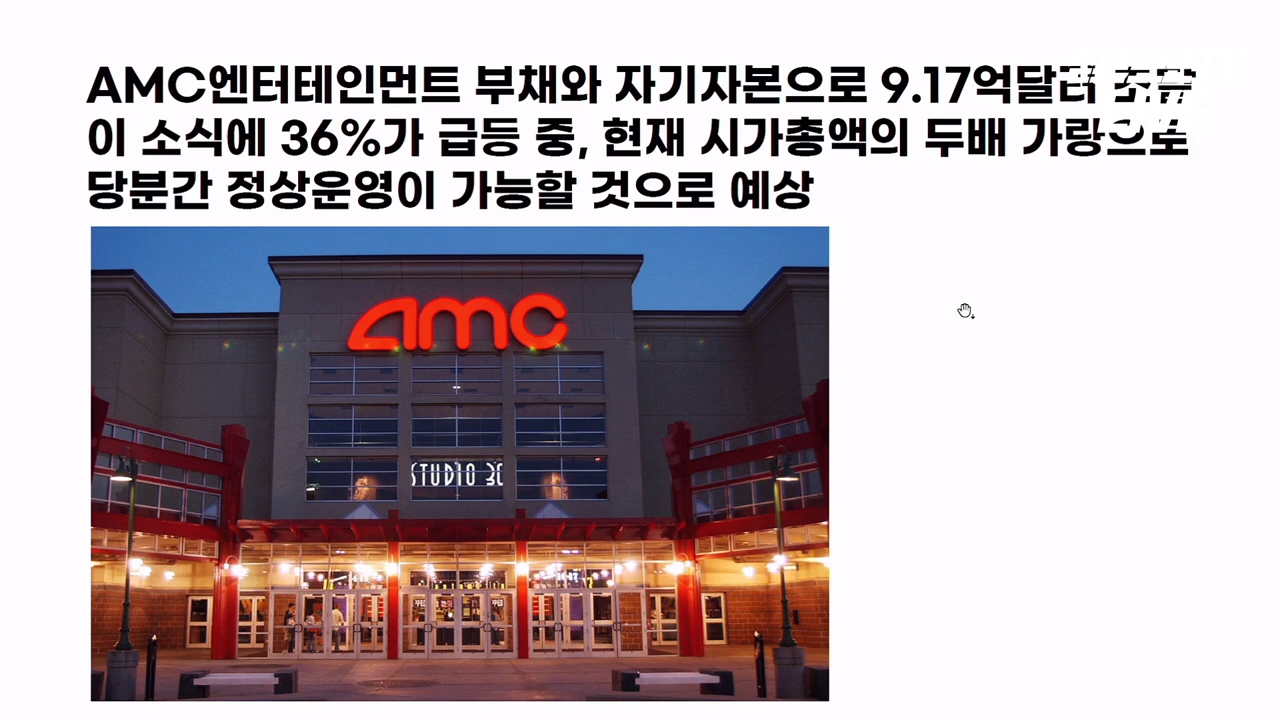 AMC엔터테인먼트 부채와 자기자본으로 9.17억달러
이 소식에 36%가 급등 중, 현재 시가총액의 두배 가량으로
당분간 정상운영이 가능할 것으로 예상
amc
STUDIO 30